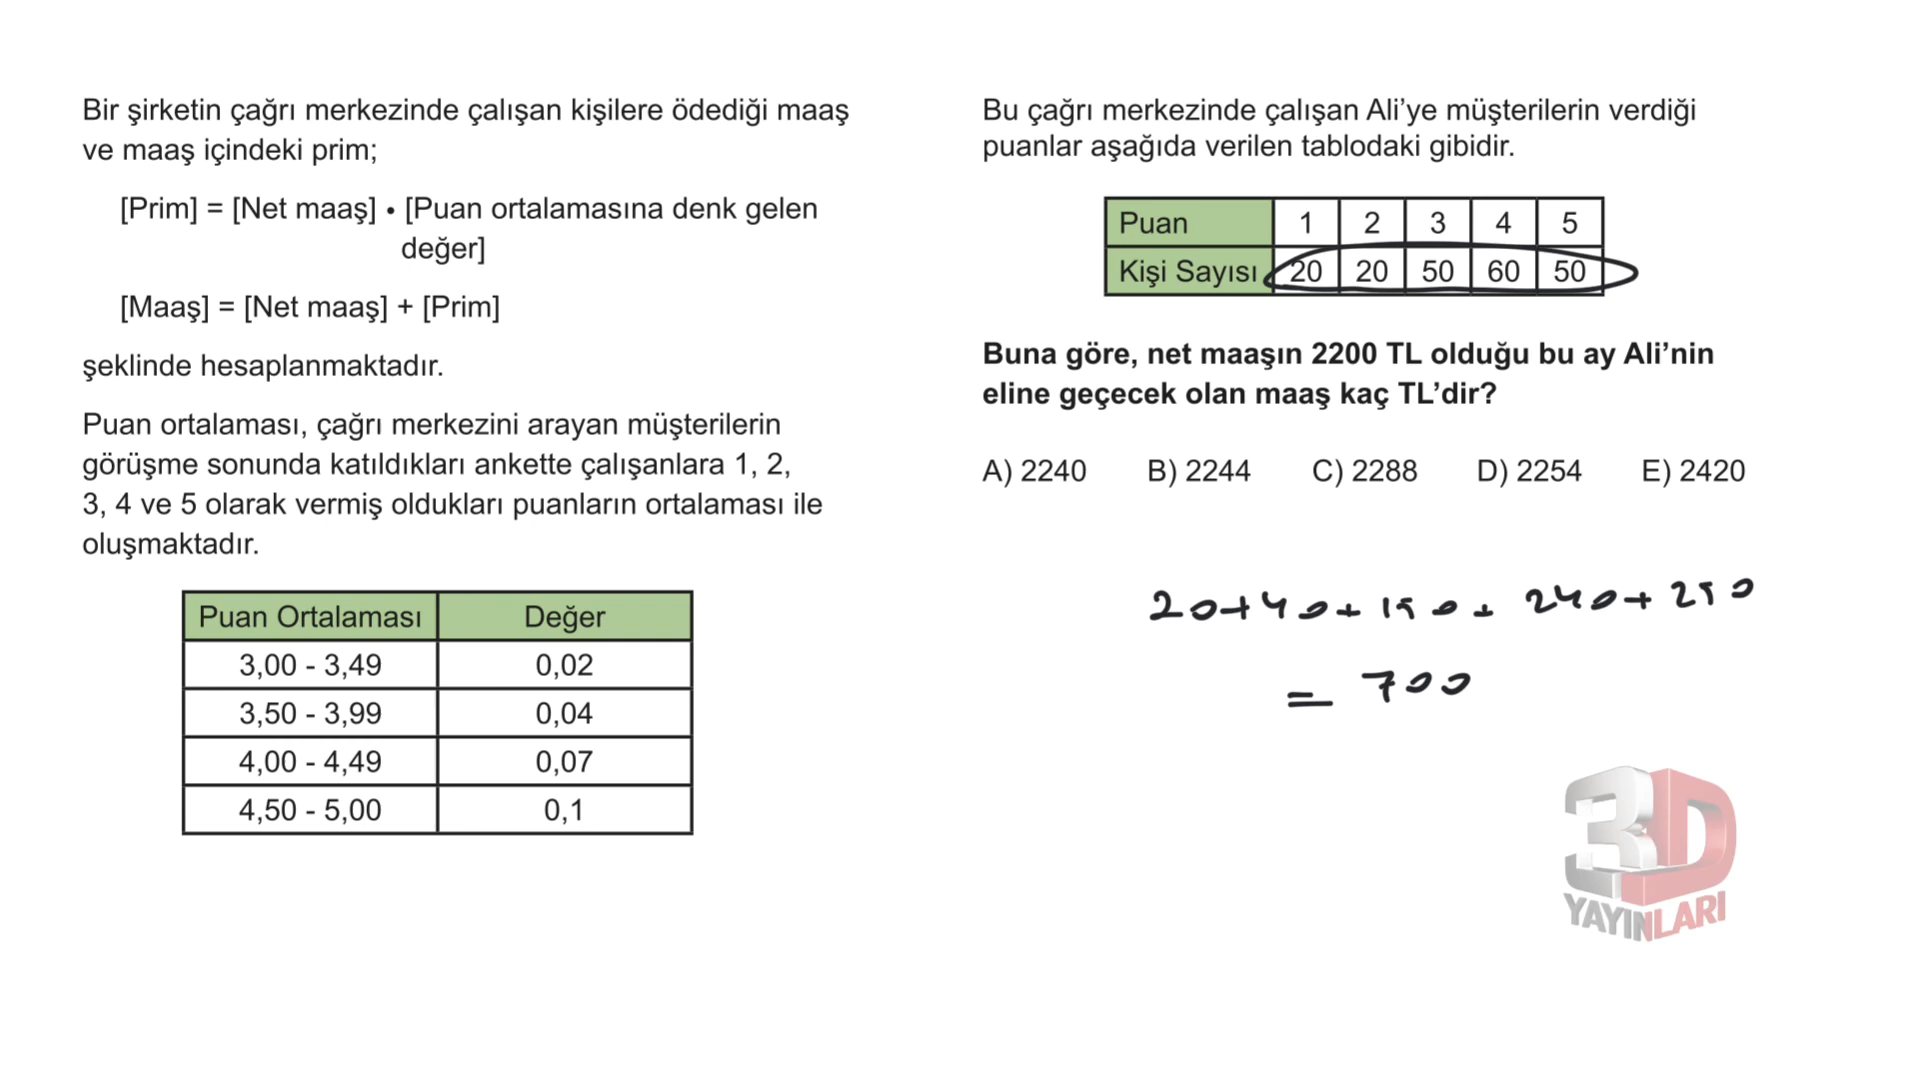 Bir şirketin çağrı merkezinde çalışan kişilere ödediği maaş
ve maaş içindeki prim;
[Prim] = [Net maaş] • [Puan ortalamasına denk gelen
değer]
[Maaş] = [Net maaş] + [Prim]
şeklinde hesaplanmaktadır.
Puan ortalaması, çağrı merkezini arayan müşterilerin
görüşme sonunda katıldıkları ankette çalışanlara 1, 2,
3, 4 ve 5 olarak vermiş oldukları puanların ortalaması ile
oluşmaktadır.
Puan Ortalaması Değer
3,00 - 3,49 0,02
3,50 - 3,99 0,04
4,00 - 4,49 0,07
4,50 - 5,00 0,1
Bu çağrı merkezinde çalışan Ali’ye müşterilerin verdiği
puanlar aşağıda verilen tablodaki gibidir.
Puan 1 2 3 4 5
Kişi Sayısı 20 20 50 60 50
Buna göre, net maaşın 2200 TL olduğu bu ay Ali’nin
eline geçecek olan maaş kaç TL’dir?
A) 2240 B) 2244 C) 2288 D) 2254 E) 2420
20+40+150+240+250
= 700
3D
YAYINLARI